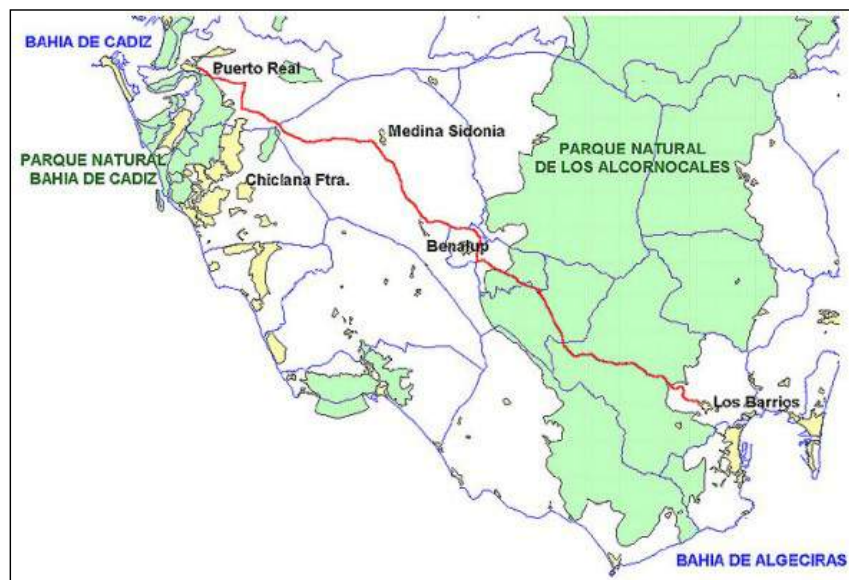 BAHIA DE CADIZ
Puerto Real
Medina Sidonia
PARQUE NATURAL
BAHIA DE CADIZ
Chiclana Ftra.
PARQUE NATURAL
DE LOS ALCORNOCALES
Benalup
Los Barrios
BAHIA DE ALGECIRAS